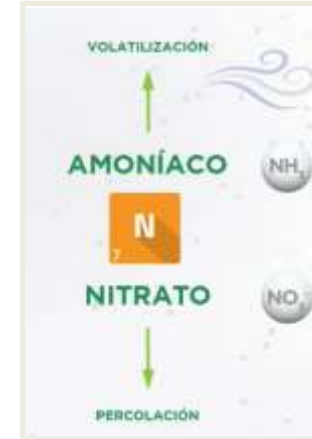 VOLATILIZACIÓN
AMONÍACO
NH₃
N
7
NITRATO
NO₃
PERCOLACIÓN